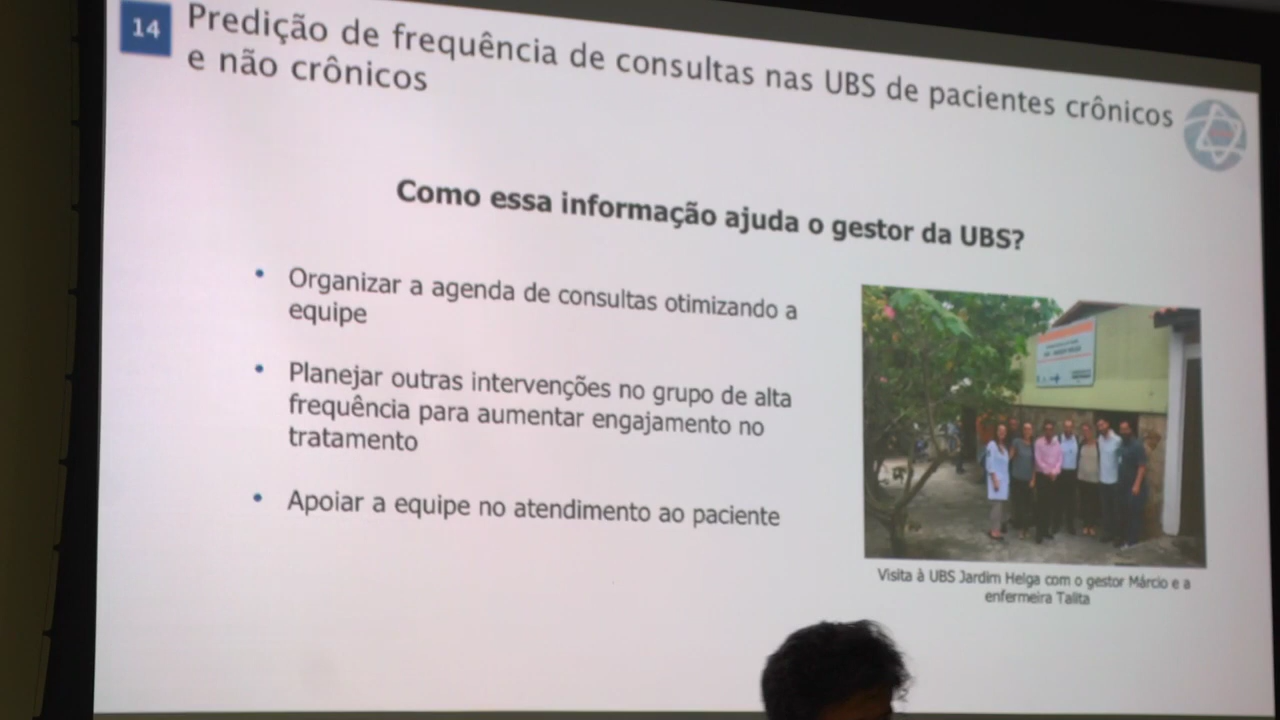 14
Predição de frequência de consultas nas UBS de pacientes crônicos
e não crônicos
Como essa informação ajuda o gestor da UBS?
• Organizar a agenda de consultas otimizando a
equipe
• Planejar outras intervenções no grupo de alta
frequência para aumentar engajamento no
tratamento
• Apoiar a equipe no atendimento ao paciente
Visita à UBS Jardim Helga com o gestor Márcio e a
enfermeira Talita